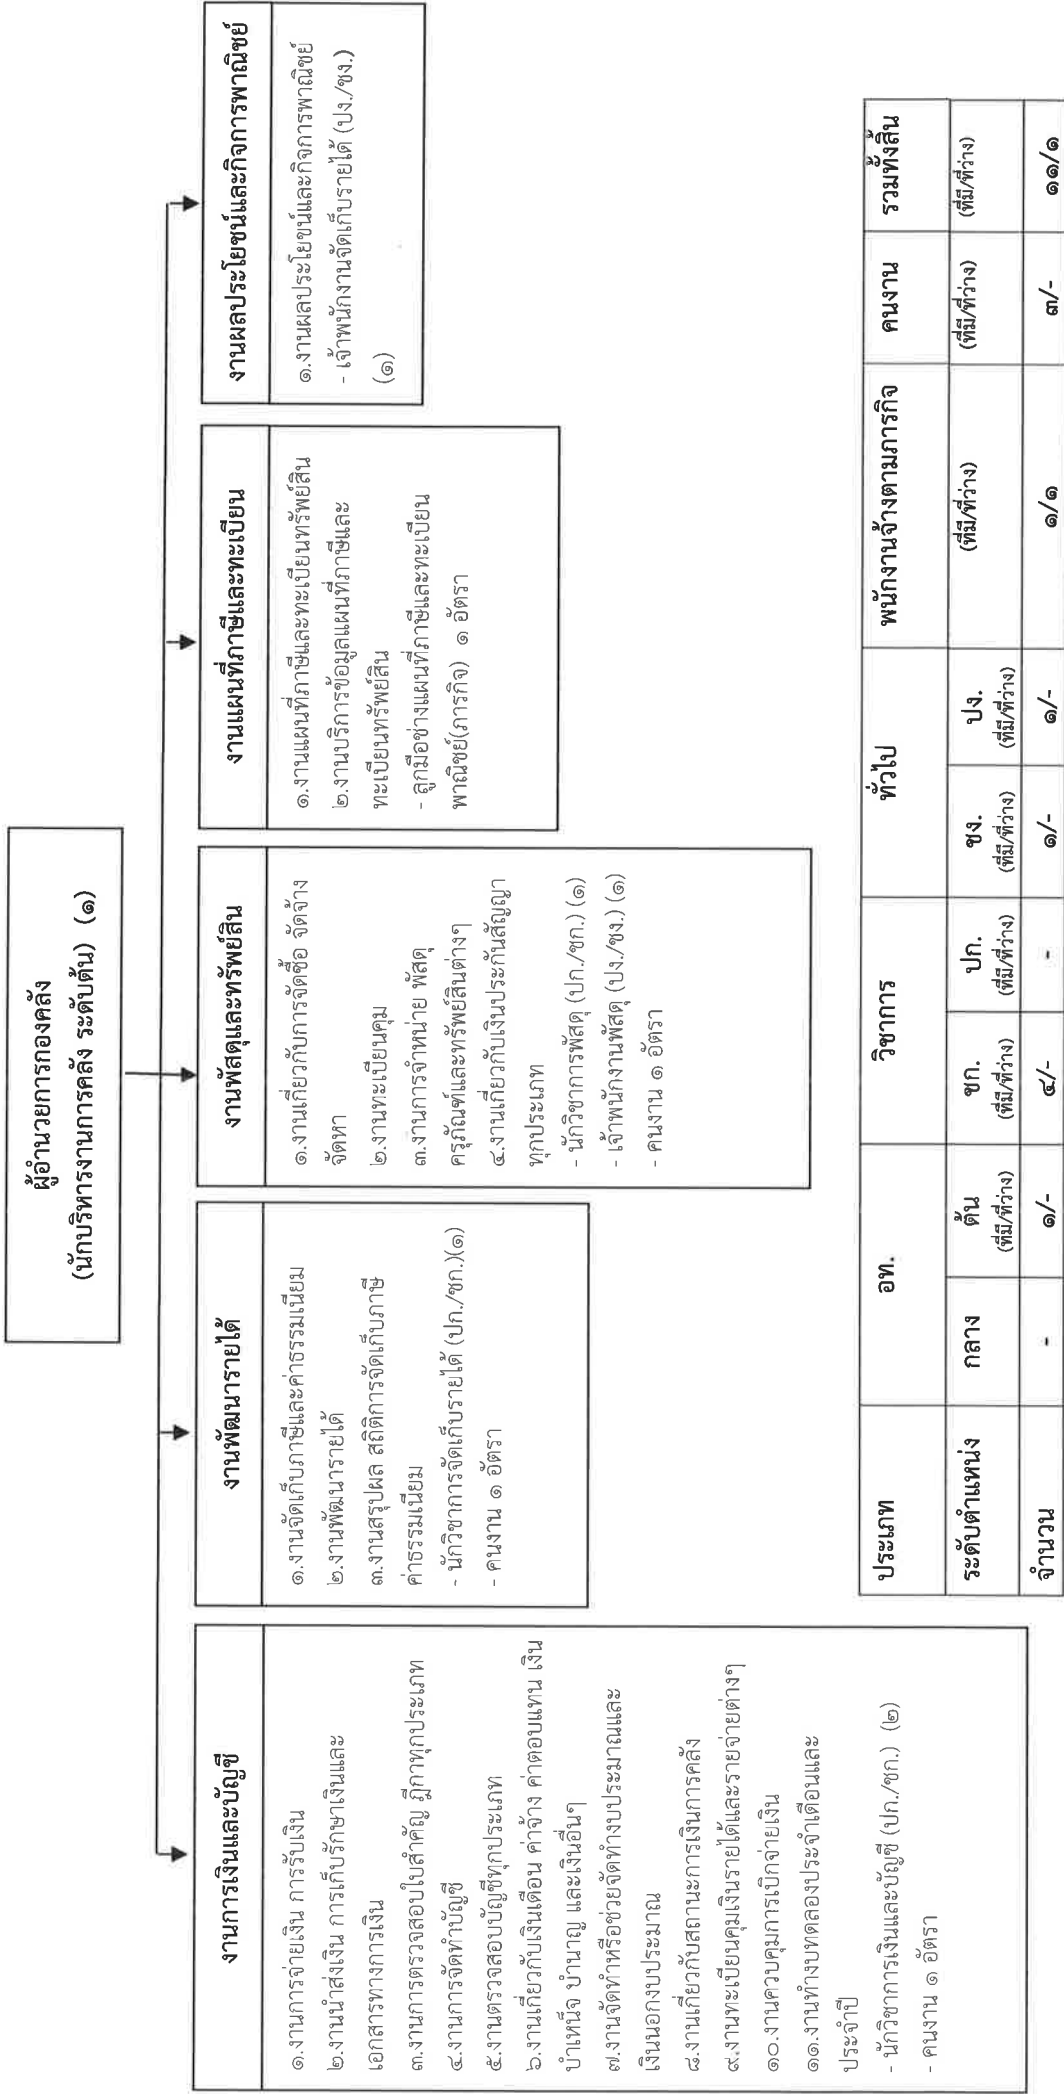 ผู้อำนวยการกองคลัง
(นักบริหารงานการคลัง ระดับต้น) (๑)
งานการเงินและบัญชี
๑.งานการจ่ายเงิน การรับเงิน
๒.งานนำส่งเงิน การเก็บรักษาเงินและ
เอกสารทางการเงิน
๓.งานการตรวจสอบใบสำคัญ ฎีกาทุกประเภท
๔.งานการจัดทำบัญชี
๕.งานตรวจสอบบัญชีทุกประเภท
๖.งานเกี่ยวกับเงินเดือน ค่าจ้าง ค่าตอบแทน เงิน
บำเหน็จ บำนาญ และเงินอื่นๆ
๗.งานจัดทำหรือช่วยจัดทำงบประมาณและ
เงินนอกงบประมาณ
๘.งานเกี่ยวกับสถานะการเงินการคลัง
๙.งานทะเบียนคุมเงินรายได้และรายจ่ายต่างๆ
๑๐.งานควบคุมการเบิกจ่ายเงิน
๑๑.งานทำงบทดลองประจำเดือนและ
ประจำปี
- นักวิชาการเงินและบัญชี (ปก./ชก.) (๒)
- คนงาน ๑ อัตรา
งานพัฒนารายได้
๑.งานจัดเก็บภาษีและค่าธรรมเนียม
๒.งานพัฒนารายได้
๓.งานสรุปผล สถิติการจัดเก็บภาษี
ค่าธรรมเนียม
- นักวิชาการจัดเก็บรายได้ (ปก./ชก.)(๑)
- คนงาน ๑ อัตรา
งานพัสดุและทรัพย์สิน
๑.งานเกี่ยวกับการจัดซื้อ จัดจ้าง
จัดหา
๒.งานทะเบียนคุม
๓.งานการจำหน่าย พัสดุ
ครุภัณฑ์และทรัพย์สินต่างๆ
๔.งานเกี่ยวกับเงินประกันสัญญา
ทุกประเภท
- นักวิชาการพัสดุ (ปก./ชก.) (๑)
- เจ้าพนักงานพัสดุ (ปง./ชง.) (๑)
- คนงาน ๑ อัตรา
งานแผนที่ภาษีและทะเบียน
๑.งานแผนที่ภาษีและทะเบียนทรัพย์สิน
๒.งานบริการข้อมูลแผนที่ภาษีและ
ทะเบียนทรัพย์สิน
- ลูกมือช่างแผนที่ภาษีและทะเบียน
พาณิชย์(ภารกิจ) ๑ อัตรา
งานผลประโยชน์และกิจการพาณิชย์
๑.งานผลประโยชน์และกิจการพาณิชย์
- เจ้าพนักงานจัดเก็บรายได้ (ปง./ชง.)
(๑)
ประเภท อท. วิชาการ ทั่วไป พนักงานจ้างตามภารกิจ คนงาน รวมทั้งสิ้น
ระดับตำแหน่ง กลาง ต้น ชก. ปก. ชง. ปง. (ที่มี/ที่ว่าง) (ที่มี/ที่ว่าง) (ที่มี/ที่ว่าง)
(ที่มี/ที่ว่าง) (ที่มี/ที่ว่าง) (ที่มี/ที่ว่าง) (ที่มี/ที่ว่าง) (ที่มี/ที่ว่าง)
จำนวน - ๑/- ๔/- - ๑/- ๑/- ๑/๑ ๓/- ๑๑/๑